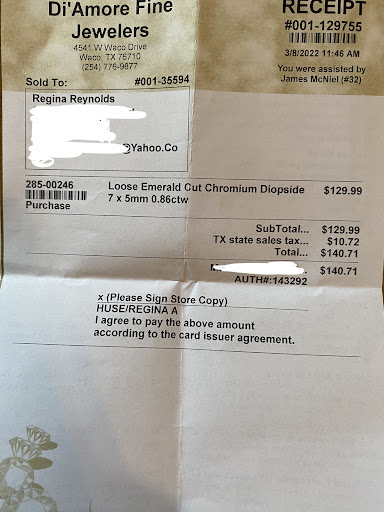 Di'Amore Fine
Jewelers
4541 W Waco Drive
Waco, TX 76710
(254) 776-9877
RECEIPT
#001-129755
3/8/2022 11:46 AM
You were assisted by
James McNiel (#32)
Sold To: #001-35594
Regina Reynolds
@Yahoo.Co
285-00246 Loose Emerald Cut Chromium Diopside $129.99
7 x 5mm 0.86ctw
Purchase
SubTotal... $129.99
TX state sales tax... $10.72
Total... $140.71
$140.71
AUTH#:143292
x (Please Sign Store Copy)
HUSE/REGINA A
I agree to pay the above amount
according to the card issuer agreement.